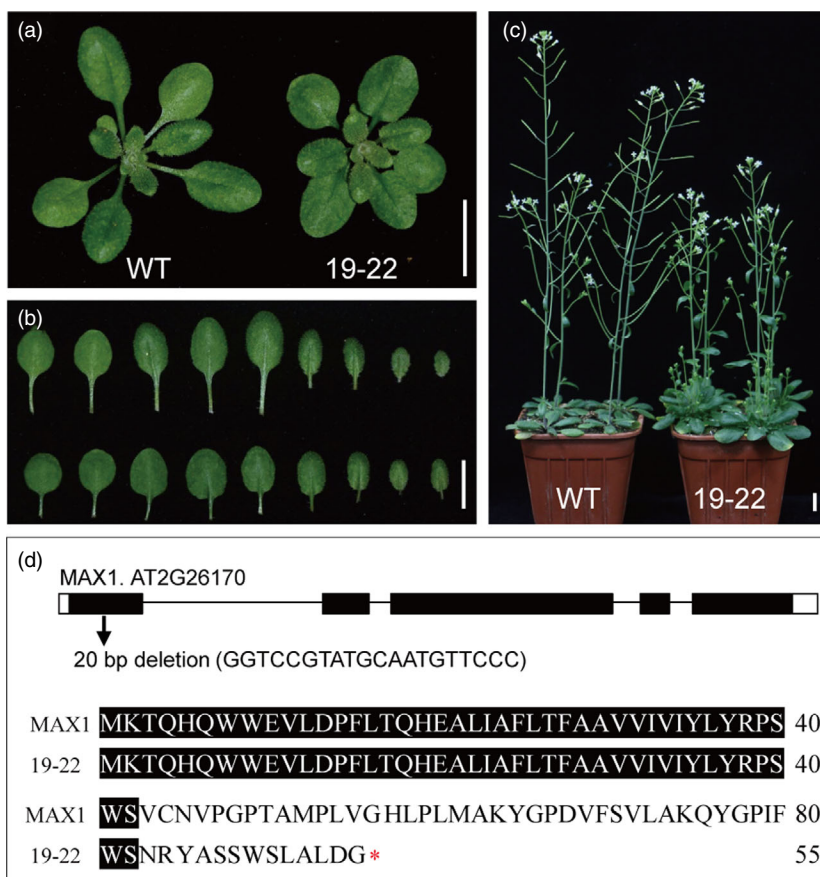 (a)
WT
19-22
(b)
(c)
WT
19-22
(d)
MAX1. AT2G26170
20 bp deletion (GGTCCGTATGCAATGTTCCC)
MAX1 MKTQHQWWEVLDPFLTQHEALIAFLTFAAVVIVIYLYRPS 40
19-22 MKTQHQWWEVLDPFLTQHEALIAFLTFAAVVIVIYLYRPS 40
MAX1 WSVCNVPGPTAMPLVGHLPLMAKYGPDVFSVLAKQYGPIF 80
19-22 WSNRYASSWSLALDG* 55